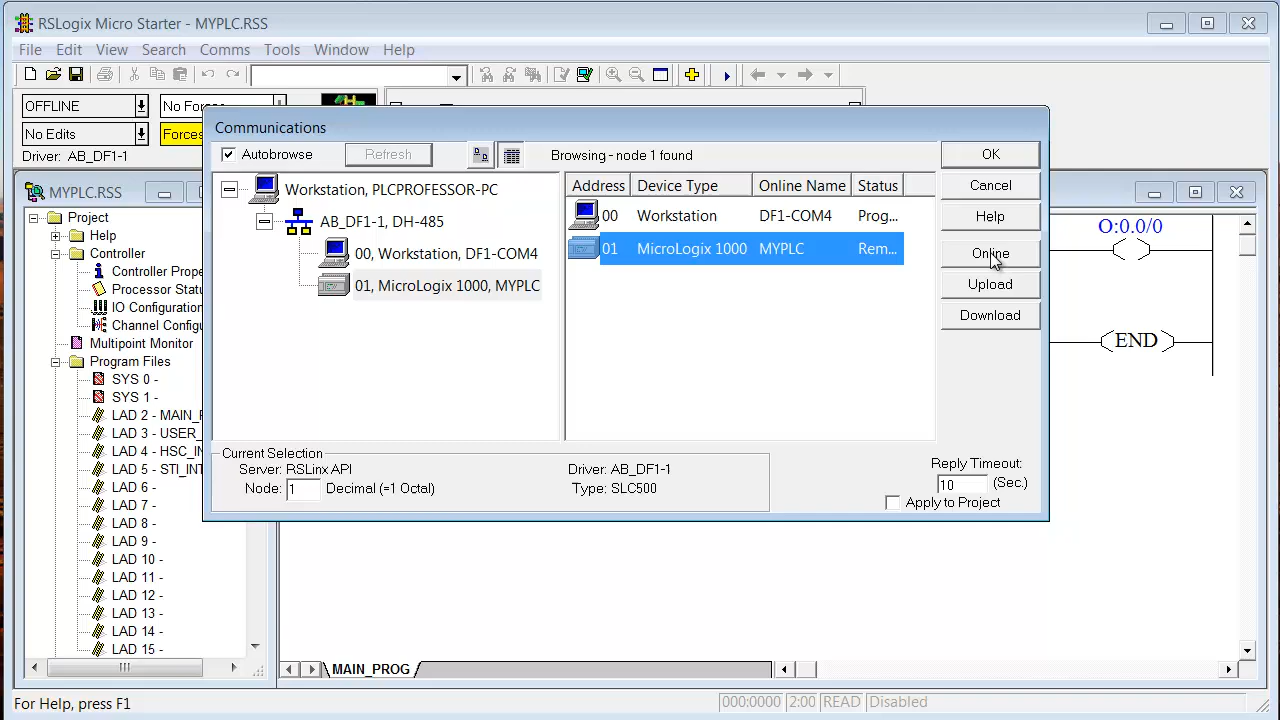 RSLogix Micro Starter - MYPLC.RSS
File Edit View Search Comms Tools Window Help
OFFLINE
No Edits
Forces
Driver: AB_DF1-1
Communications
Autobrowse
Refresh
Browsing - node 1 found
Workstation, PLCPROFESSOR-PC
AB_DF1-1, DH-485
00, Workstation, DF1-COM4
01, MicroLogix 1000, MYPLC
Address Device Type Online Name Status
00 Workstation DF1-COM4 Prog...
01 MicroLogix 1000 MYPLC Rem...
OK
Cancel
Help
Online
Upload
Download
Current Selection
Server: RSLinx API
Node: 1 Decimal (=1 Octal)
Driver: AB_DF1-1
Type: SLC500
Reply Timeout:
10 (Sec.)
Apply to Project
MYPLC.RSS
Project
Help
Controller
Controller Prope
Processor Statu
IO Configuration
Channel Configu
Multipoint Monitor
Program Files
SYS 0 -
SYS 1 -
LAD 2 - MAIN_P
LAD 3 - USER_
LAD 4 - HSC_IN
LAD 5 - STI_INT
LAD 6 -
LAD 7 -
LAD 8 -
LAD 9 -
LAD 10 -
LAD 11 -
LAD 12 -
LAD 13 -
LAD 14 -
LAD 15 -
O:0.0/0
END
MAIN_PROG
For Help, press F1
000:0000 2:00 READ Disabled